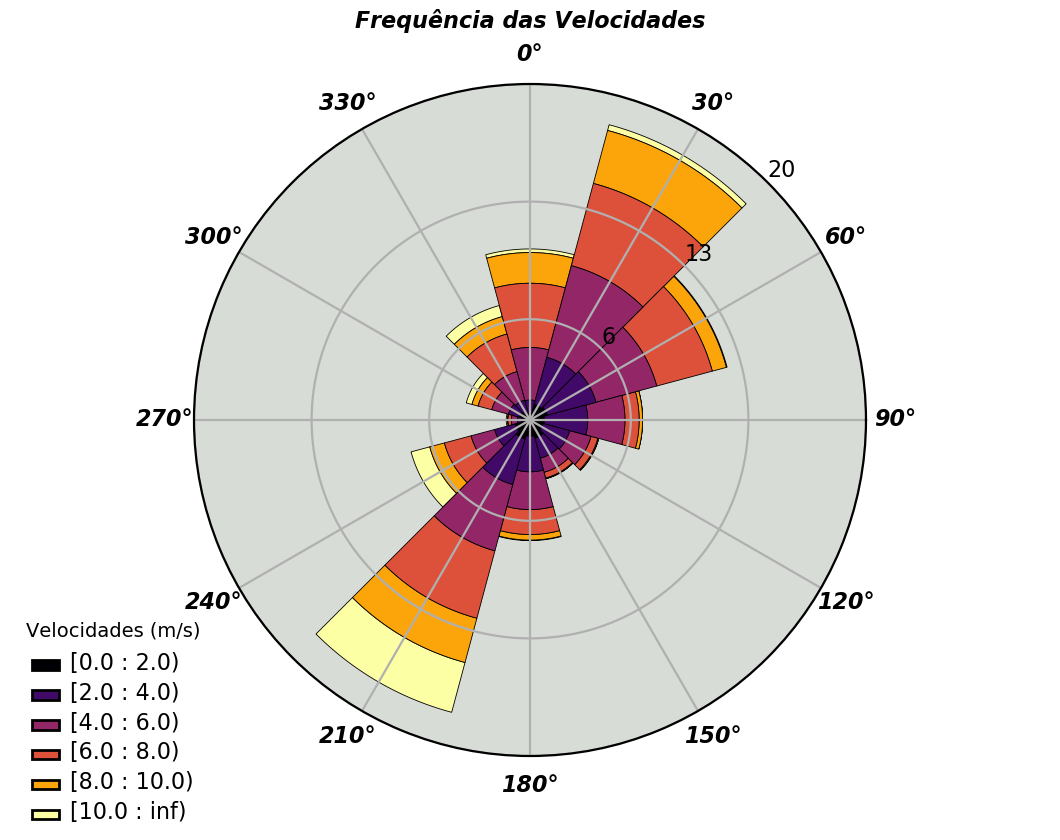 Frequência das Velocidades
0°
330°
30°
20
300°
60°
13
6
270°
90°
240°
120°
210°
150°
180°
Velocidades (m/s)
[0.0 : 2.0)
[2.0 : 4.0)
[4.0 : 6.0)
[6.0 : 8.0)
[8.0 : 10.0)
[10.0 : inf)